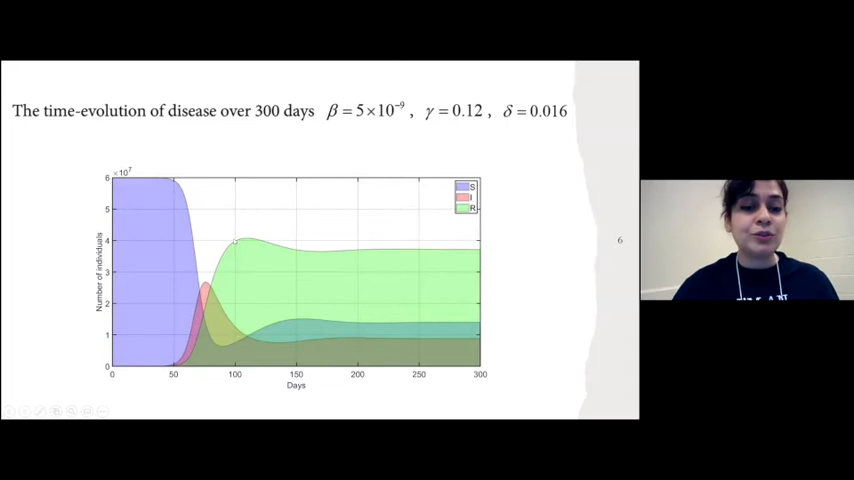 The time-evolution of disease over 300 days β = 5×10⁻⁹ , γ = 0.12 , δ = 0.016
×10⁷
6
5
4
3
2
1
0
Number of individuals
0 50 100 150 200 250 300
Days
S
I
R
6